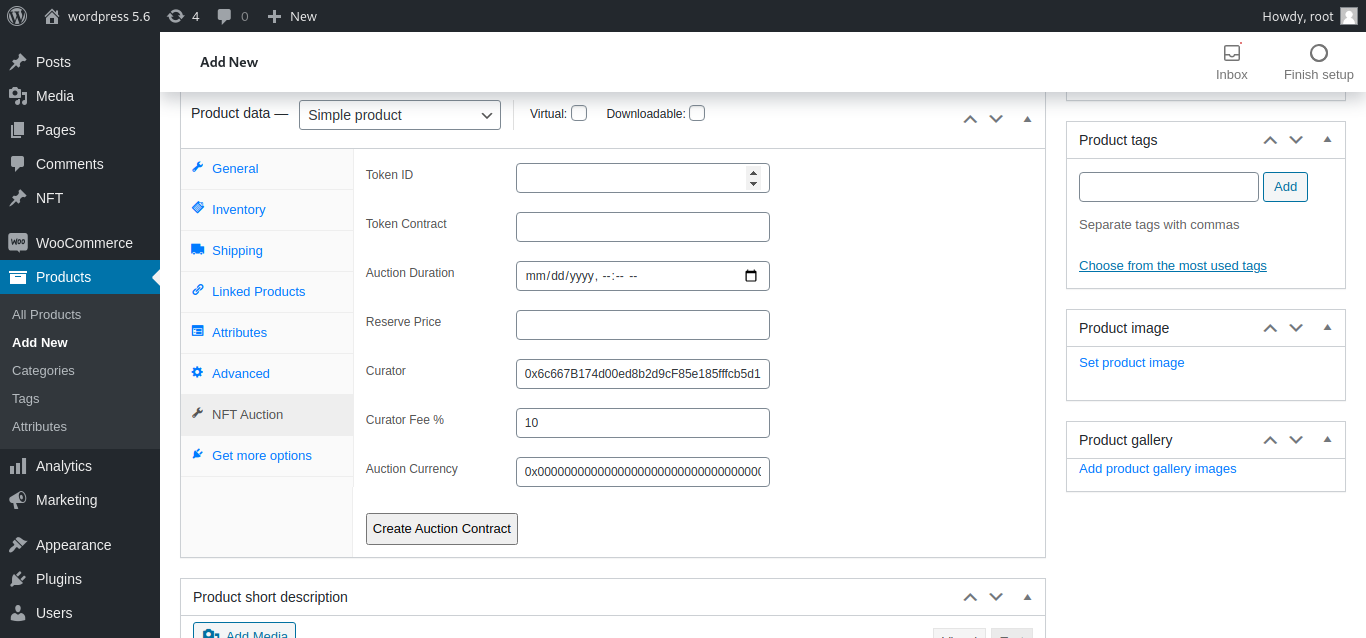 wordpress 5.6 4 0 New Howdy, root
Posts
Media
Pages
Comments
NFT
WOO WooCommerce
Products
All Products
Add New
Categories
Tags
Attributes
Analytics
Marketing
Appearance
Plugins
Users
Add New
Inbox
Finish setup
Product data — Simple product Virtual: Downloadable:
General
Inventory
Shipping
Linked Products
Attributes
Advanced
NFT Auction
Get more options
Token ID
Token Contract
Auction Duration mm/dd/yyyy, --:-- --
Reserve Price
Curator 0x6c667B174d00ed8b2d9cF85e185fffcb5d1
Curator Fee % 10
Auction Currency
Create Auction Contract
Product short description
Add Media
Product tags
Add
Separate tags with commas
Choose from the most used tags
Product image
Set product image
Product gallery
Add product gallery images